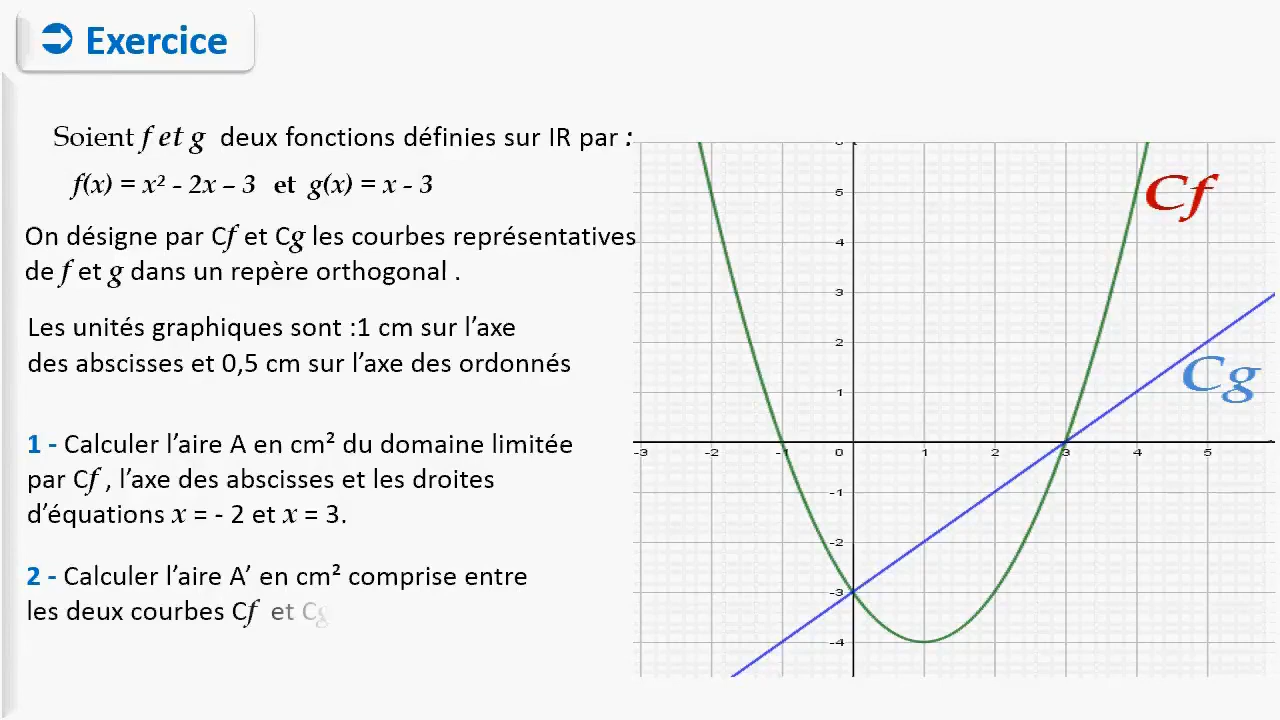 Exercice
Soient f et g deux fonctions définies sur IR par :
f(x) = x² - 2x – 3 et g(x) = x - 3
On désigne par Cf et Cg les courbes représentatives
de f et g dans un repère orthogonal .
Les unités graphiques sont :1 cm sur l’axe
des abscisses et 0,5 cm sur l’axe des ordonnés
1 - Calculer l’aire A en cm² du domaine limitée
par Cf , l’axe des abscisses et les droites
d’équations x = - 2 et x = 3.
2 - Calculer l’aire A’ en cm² comprise entre
les deux courbes Cf et Cg
Cf
Cg
5
4
3
2
1
-3 -2 -1 0 1 2 3 4 5
-1
-2
-3
-4